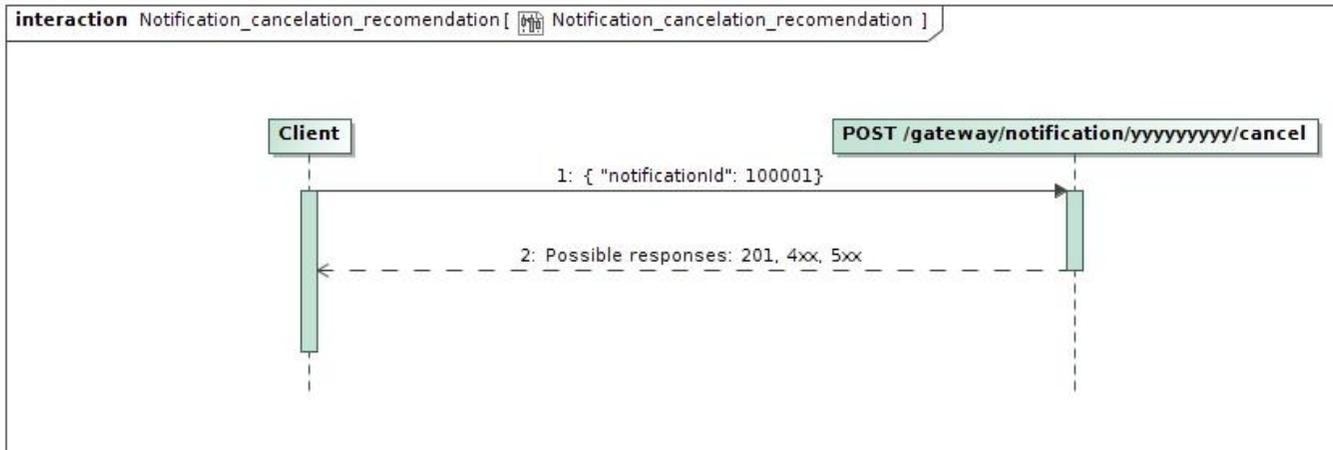 interaction Notification_cancelation_recomendation[ Notification_cancelation_recomendation ]
Client
POST /gateway/notification/yyyyyyyyy/cancel
1: { "notificationId": 100001}
2: Possible responses: 201, 4xx, 5xx